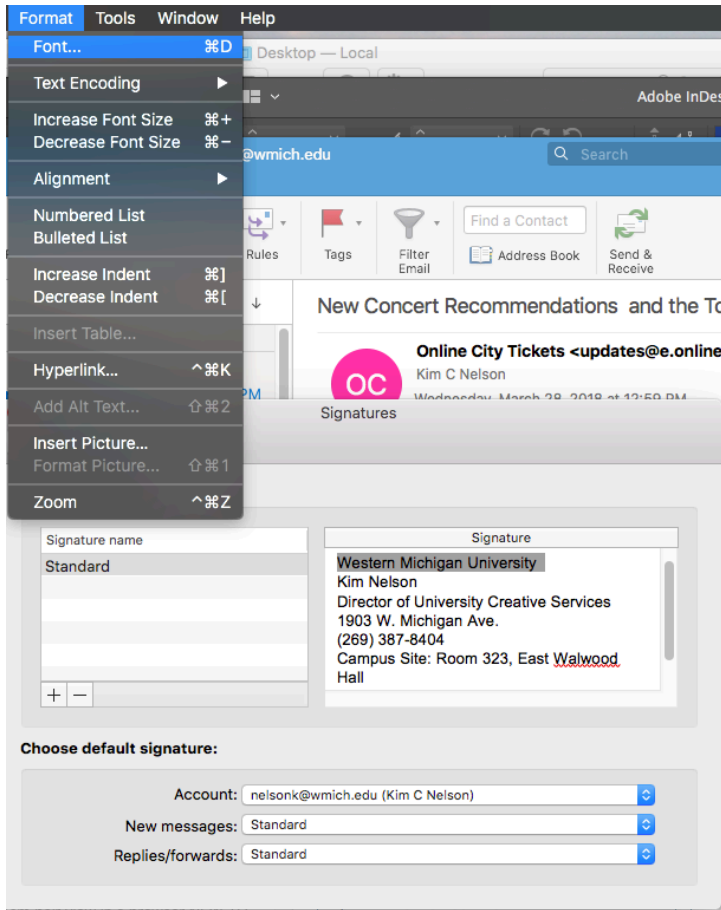 Format Tools Window Help
Font... ⌘D
Desktop — Local
Text Encoding ▶
Adobe InDes
Increase Font Size ⌘+
Decrease Font Size ⌘–
@wmich.edu
Search
Alignment ▶
Numbered List
Bulleted List
Rules
Tags
Filter
Email
Find a Contact
Address Book
Send &
Receive
Increase Indent ⌘]
Decrease Indent ⌘[
Insert Table...
Hyperlink... ^⌘K
Add Alt Text... ⇧⌘2
Insert Picture...
Format Picture... ⇧⌘1
Zoom ^⌘Z
↓
PM
New Concert Recommendations and the To
OC
Online City Tickets <updates@e.online
Kim C Nelson
Wednesday, March 28, 2018 at 12:59 PM
Signatures
Signature name
Standard
+ −
Signature
Western Michigan University
Kim Nelson
Director of University Creative Services
1903 W. Michigan Ave.
(269) 387-8404
Campus Site: Room 323, East Walwood
Hall
Choose default signature:
Account: nelsonk@wmich.edu (Kim C Nelson)
New messages: Standard
Replies/forwards: Standard